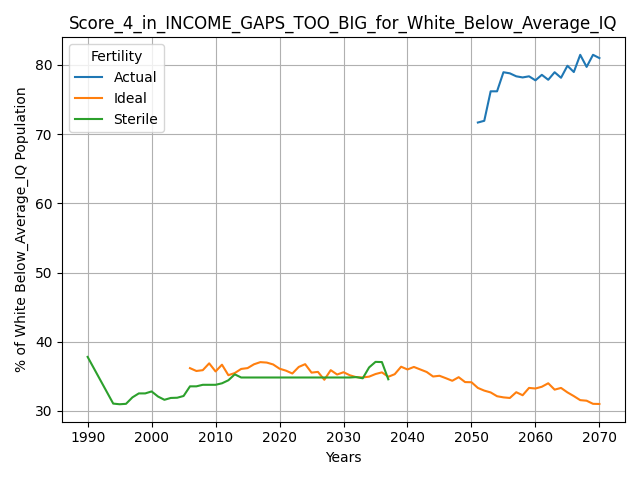 Score_4_in_INCOME_GAPS_TOO_BIG_for_White_Below_Average_IQ
Fertility
Actual
Ideal
Sterile
% of White Below_Average_IQ Population
80
70
60
50
40
30
1990
2000
2010
2020
2030
2040
2050
2060
2070
Years